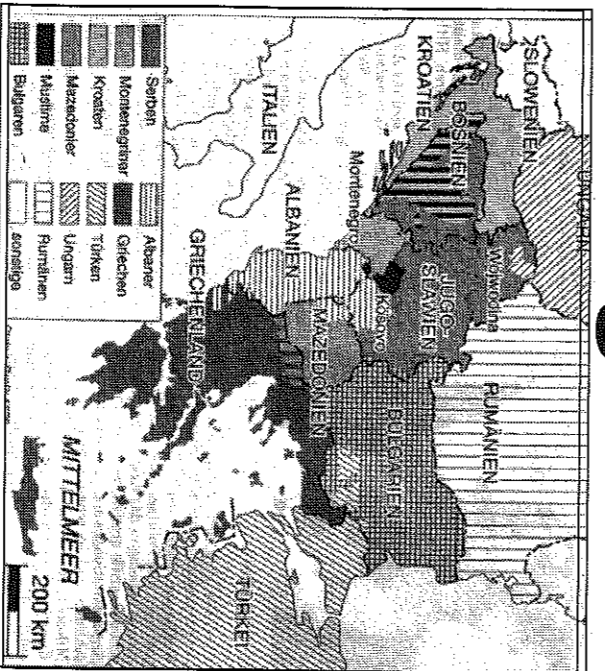 UNGARN
SLOWENIEN
KROATIEN
BOSNIEN
Wojwodina
RUMÄNIEN
JUGO-
SLAWIEN
Montenegro
Kosovo
BULGARIEN
ITALIEN
ALBANIEN
MAZEDONIEN
GRIECHENLAND
TÜRKEI
MITTELMEER
200 km
Serben
Montenegriner
Kroaten
Mazedonier
Muslime
Bulgaren
Albaner
Griechen
Türken
Ungarn
Rumänen
sonstige